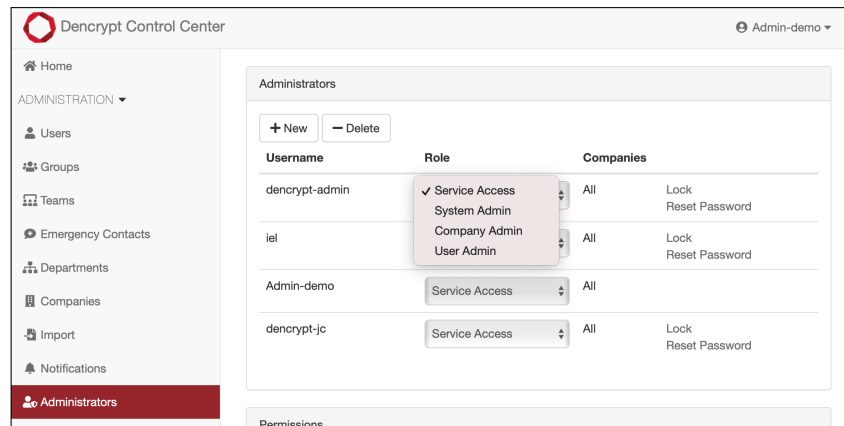 Dencrypt Control Center
Admin-demo
Home
ADMINISTRATION
Users
Groups
Teams
Emergency Contacts
Departments
Companies
Import
Notifications
Administrators
Administrators
New Delete
Username Role Companies
dencrypt-admin Service Access All Lock
System Admin Reset Password
Company Admin
iel All Lock
User Admin Reset Password
Admin-demo Service Access All
dencrypt-jc Service Access All Lock
Reset Password
Permissions